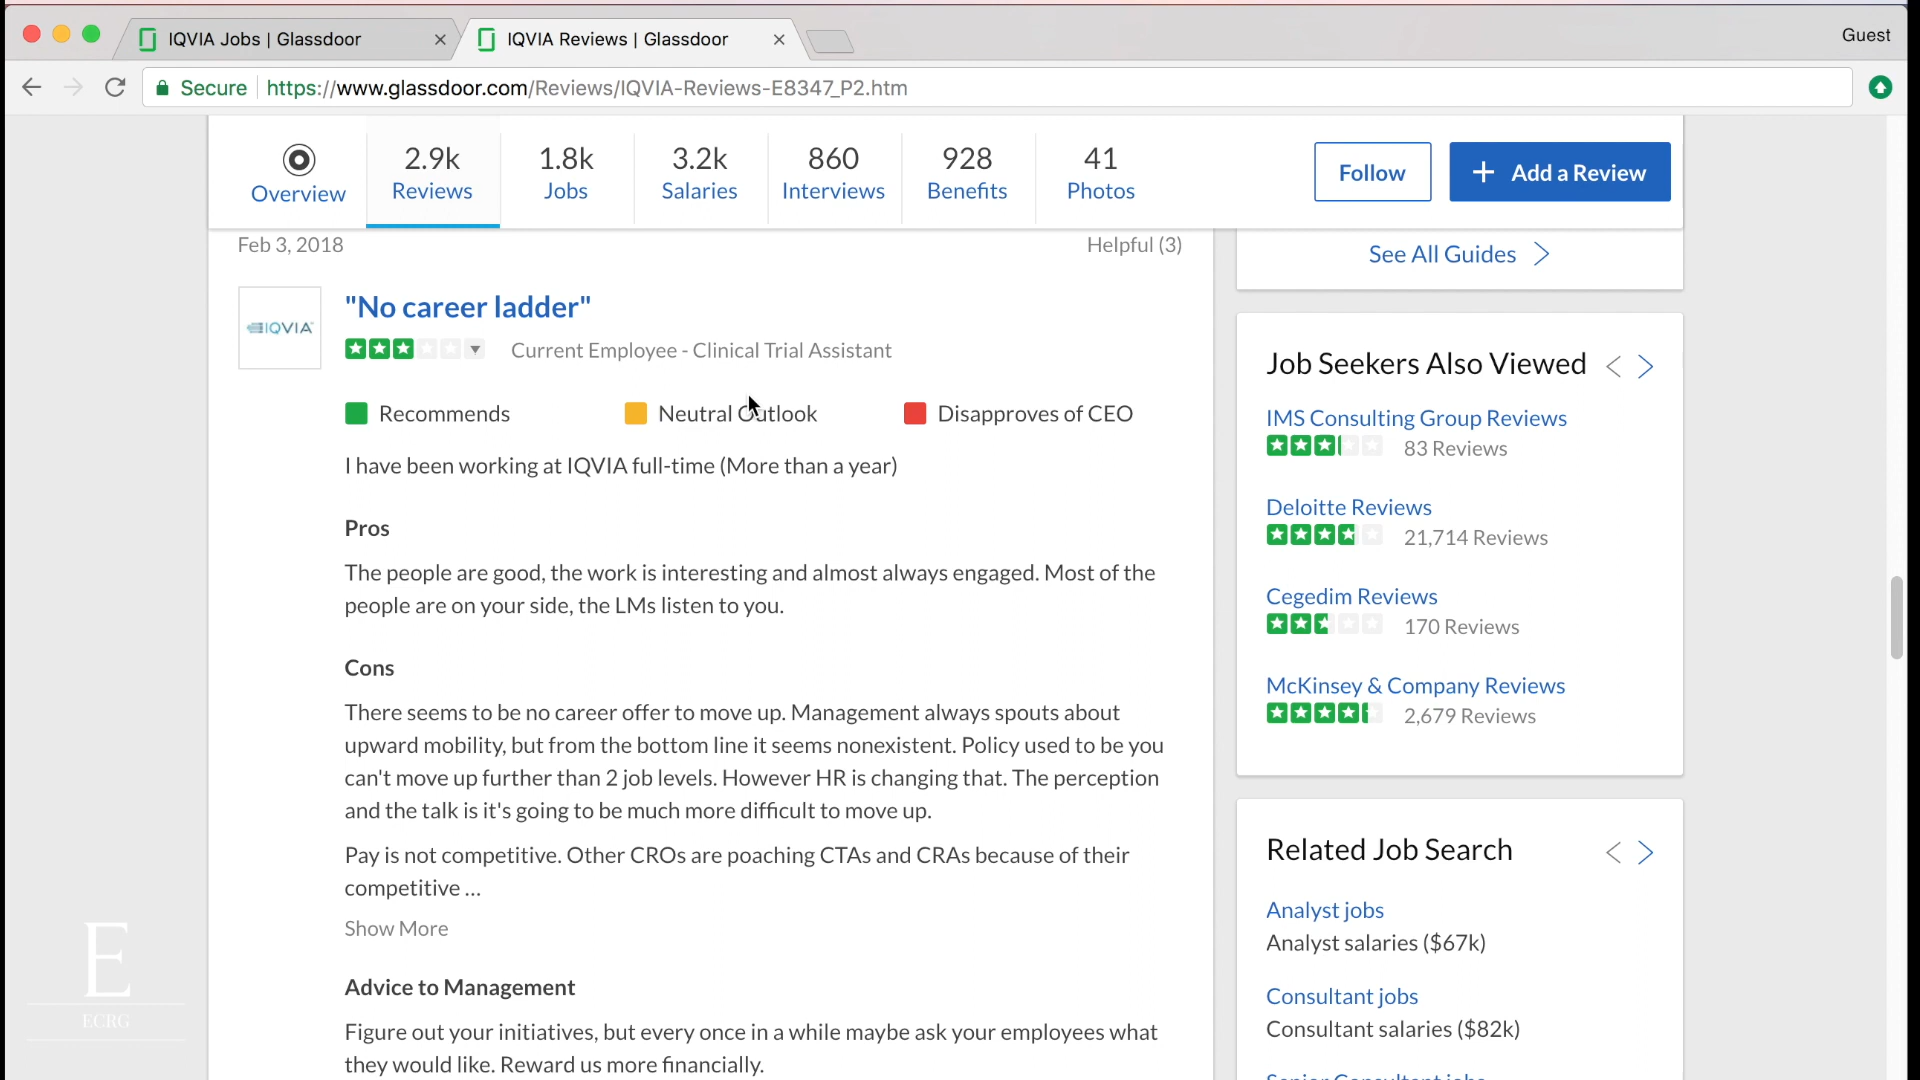 IQVIA Jobs | Glassdoor
IQVIA Reviews | Glassdoor
Guest
Secure
https://www.glassdoor.com/Reviews/IQVIA-Reviews-E8347_P2.htm
Overview
2.9k
Reviews
1.8k
Jobs
3.2k
Salaries
860
Interviews
928
Benefits
41
Photos
Follow
+ Add a Review
Feb 3, 2018
Helpful (3)
IQVIA
"No career ladder"
Current Employee - Clinical Trial Assistant
Recommends
Neutral Outlook
Disapproves of CEO
I have been working at IQVIA full-time (More than a year)
Pros
The people are good, the work is interesting and almost always engaged. Most of the
people are on your side, the LMs listen to you.
Cons
There seems to be no career offer to move up. Management always spouts about
upward mobility, but from the bottom line it seems nonexistent. Policy used to be you
can't move up further than 2 job levels. However HR is changing that. The perception
and the talk is it's going to be much more difficult to move up.
Pay is not competitive. Other CROs are poaching CTAs and CRAs because of their
competitive ...
Show More
Advice to Management
Figure out your initiatives, but every once in a while maybe ask your employees what
they would like. Reward us more financially.
See All Guides
Job Seekers Also Viewed
IMS Consulting Group Reviews
83 Reviews
Deloitte Reviews
21,714 Reviews
Cegedim Reviews
170 Reviews
McKinsey & Company Reviews
2,679 Reviews
Related Job Search
Analyst jobs
Analyst salaries ($67k)
Consultant jobs
Consultant salaries ($82k)
E
ECRG